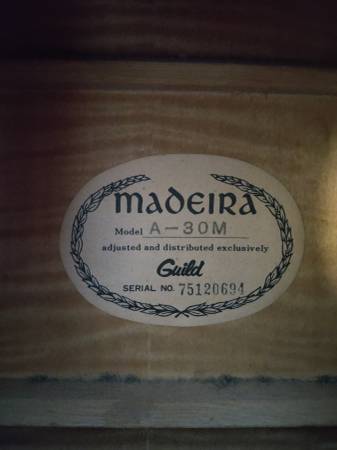 MADEIRA
Model A-30M
adjusted and distributed exclusively
Guild
SERIAL NO. 75120694